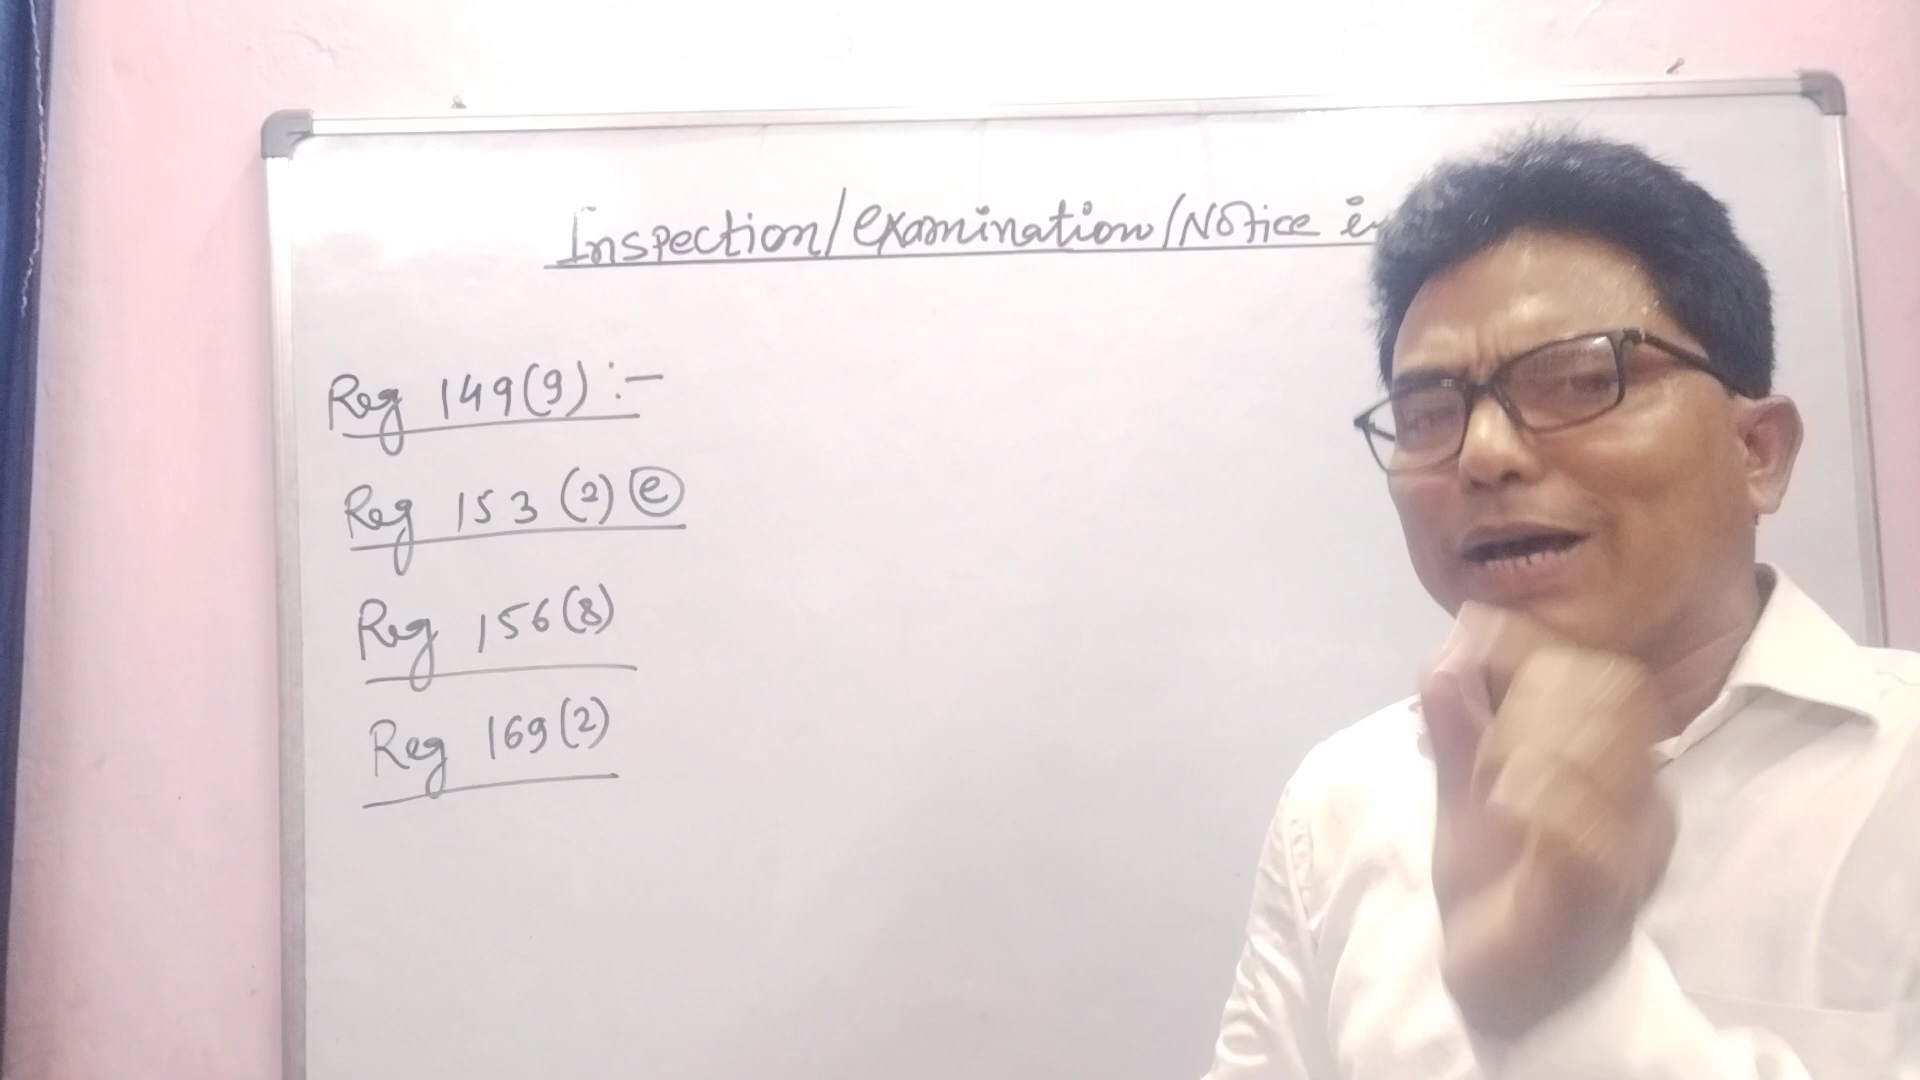 Inspection/Examination/Notice
Reg 149(9):-
Reg 153(2)(e)
Reg 156(8)
Reg 169(2)